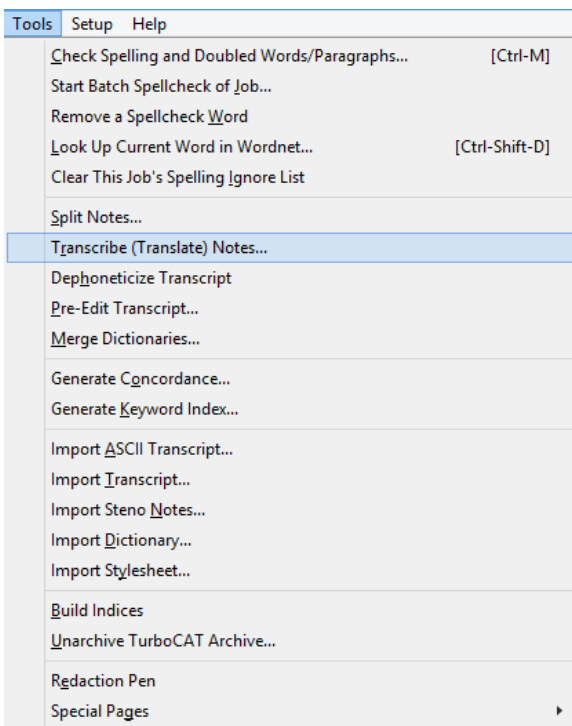 Tools Setup Help
Check Spelling and Doubled Words/Paragraphs... [Ctrl-M]
Start Batch Spellcheck of Job...
Remove a Spellcheck Word
Look Up Current Word in Wordnet... [Ctrl-Shift-D]
Clear This Job's Spelling Ignore List
Split Notes...
Transcribe (Translate) Notes...
Dephoneticize Transcript
Pre-Edit Transcript...
Merge Dictionaries...
Generate Concordance...
Generate Keyword Index...
Import ASCII Transcript...
Import Transcript...
Import Steno Notes...
Import Dictionary...
Import Stylesheet...
Build Indices
Unarchive TurboCAT Archive...
Redaction Pen
Special Pages